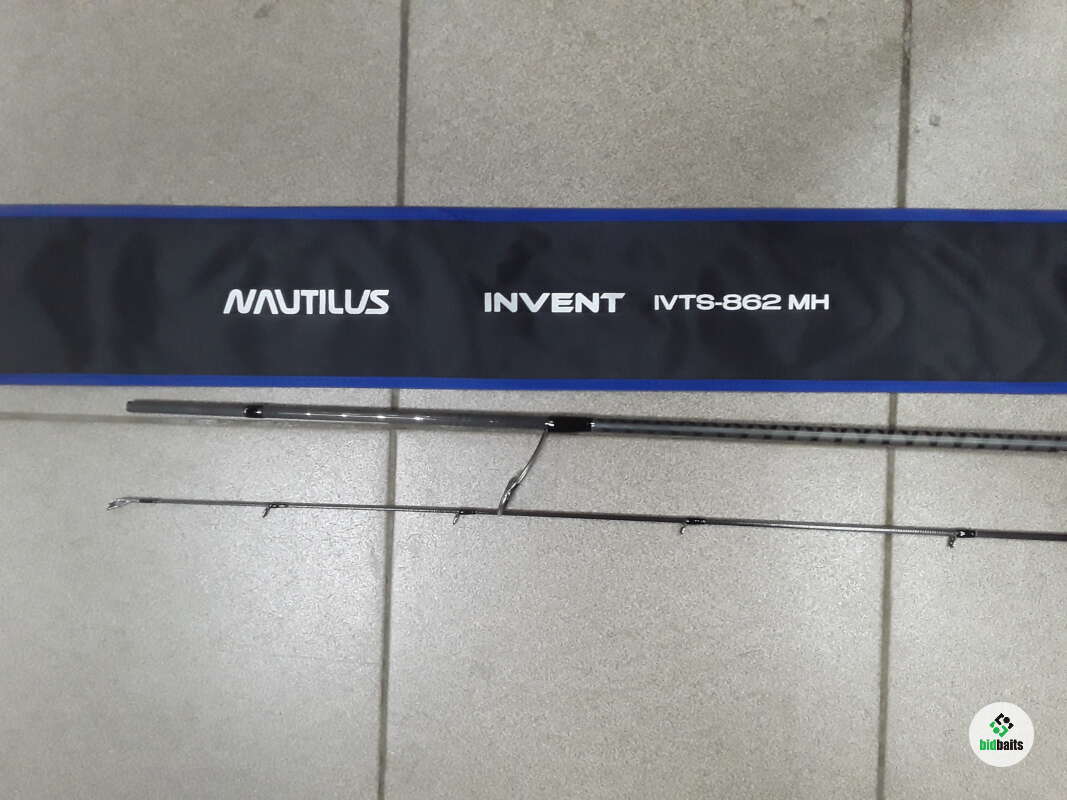 NAUTILUS INVENT IVTS-862 MH
bidbaits